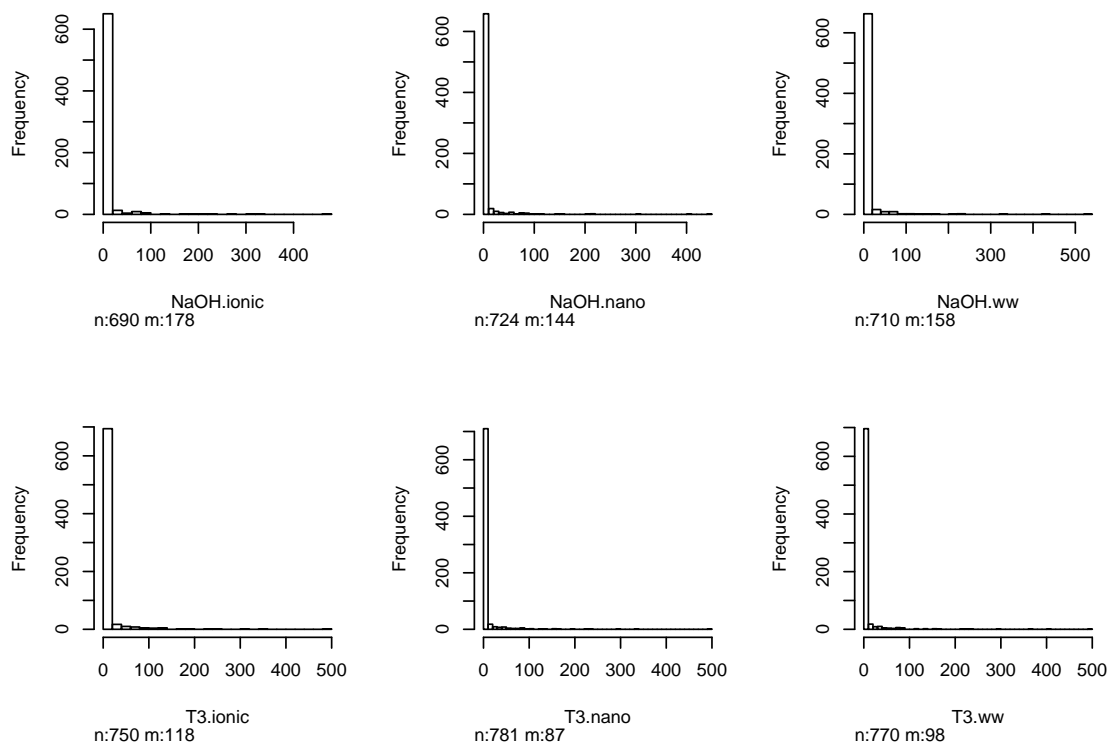 Frequency
600
400
200
0
0 100 200 300 400
NaOH.ionic
n:690 m:178
Frequency
600
400
200
0
0 100 200 300 400
NaOH.nano
n:724 m:144
Frequency
600
400
200
0
0 100 300 500
NaOH.ww
n:710 m:158
Frequency
600
400
200
0
0 100 200 300 400 500
T3.ionic
n:750 m:118
Frequency
600
400
200
0
0 100 200 300 400 500
T3.nano
n:781 m:87
Frequency
600
400
200
0
0 100 200 300 400 500
T3.ww
n:770 m:98